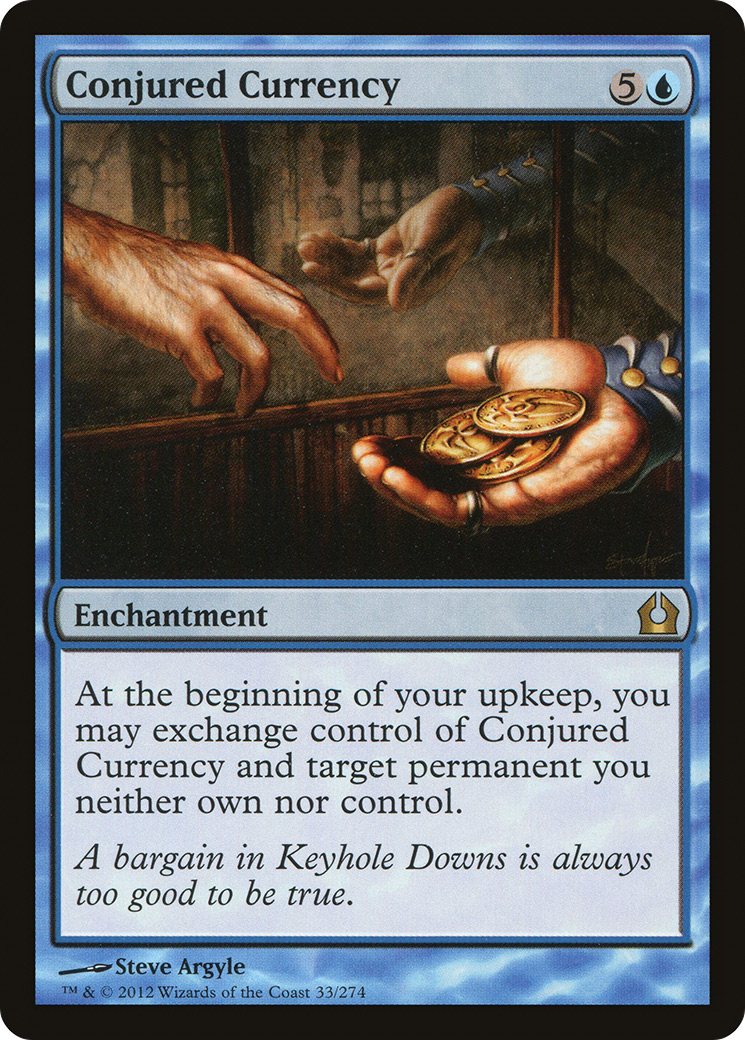 Conjured Currency 5
Enchantment
At the beginning of your upkeep, you
may exchange control of Conjured
Currency and target permanent you
neither own nor control.
A bargain in Keyhole Downs is always
too good to be true.
Steve Argyle
™ & © 2012 Wizards of the Coast 33/274